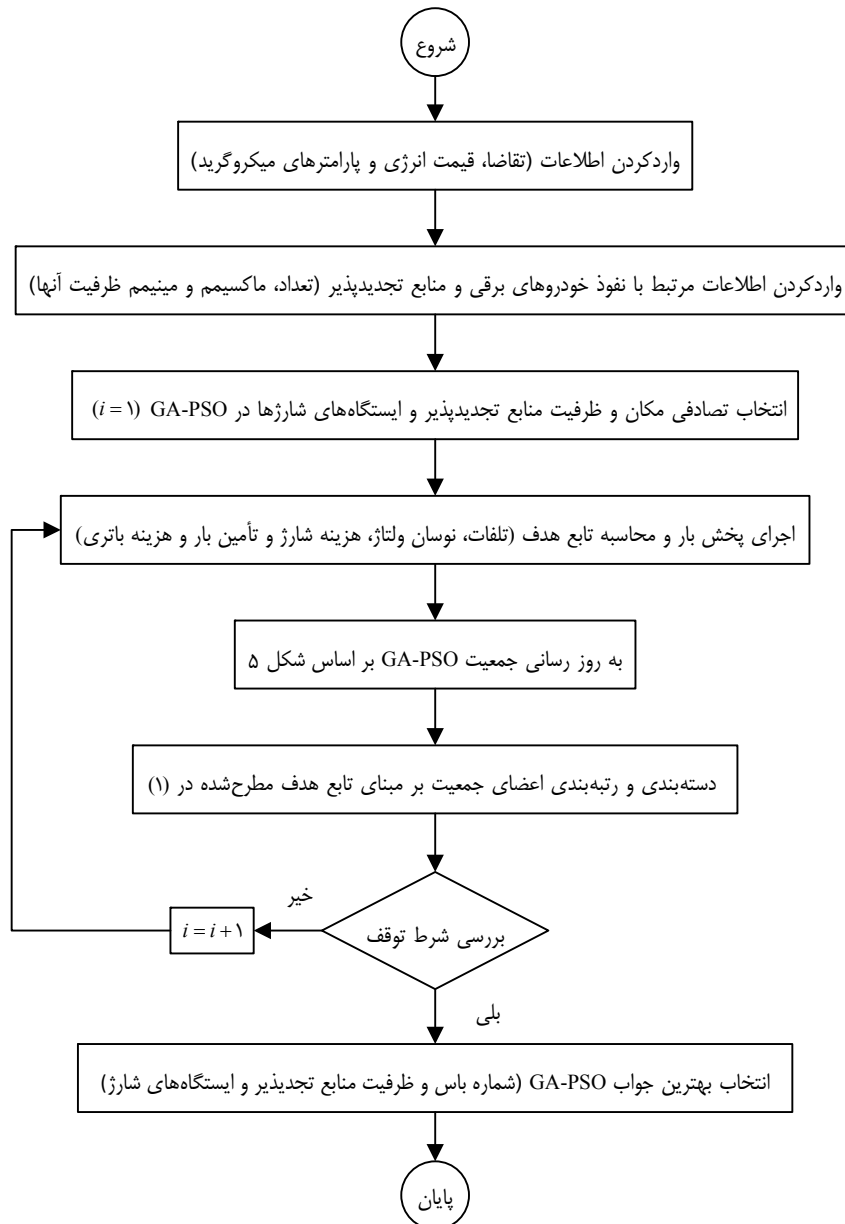 شروع
واردکردن اطلاعات (تقاضا، قیمت انرژی و پارامترهای میکروگرید)
واردکردن اطلاعات مرتبط با نفوذ خودروهای برقی و منابع تجدیدپذیر (تعداد، ماکسیمم و مینیمم ظرفیت آنها)
انتخاب تصادفی مکان و ظرفیت منابع تجدیدپذیر و ایستگاه‌های شارژها در GA-PSO (i = ۱)
اجرای پخش بار و محاسبه تابع هدف (تلفات، نوسان ولتاژ، هزینه شارژ و تأمین بار و هزینه باتری)
به روز رسانی جمعیت GA-PSO بر اساس شکل ۵
دسته‌بندی و رتبه‌بندی اعضای جمعیت بر مبنای تابع هدف مطرح‌شده در (۱)
خیر
i = i + ۱
بررسی شرط توقف
بلی
انتخاب بهترین جواب GA-PSO (شماره باس و ظرفیت منابع تجدیذیر و ایستگاه‌های شارژ)
پایان